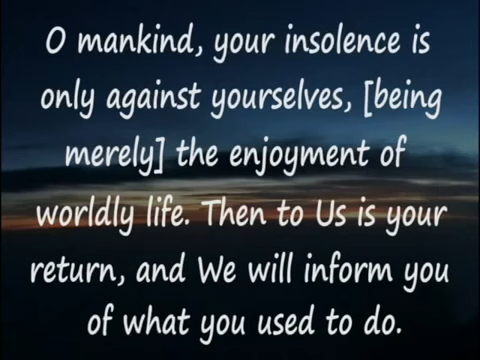 O mankind, your insolence is
only against yourselves, [being
merely] the enjoyment of
worldly life. Then to Us is your
return, and We will inform you
of what you used to do.